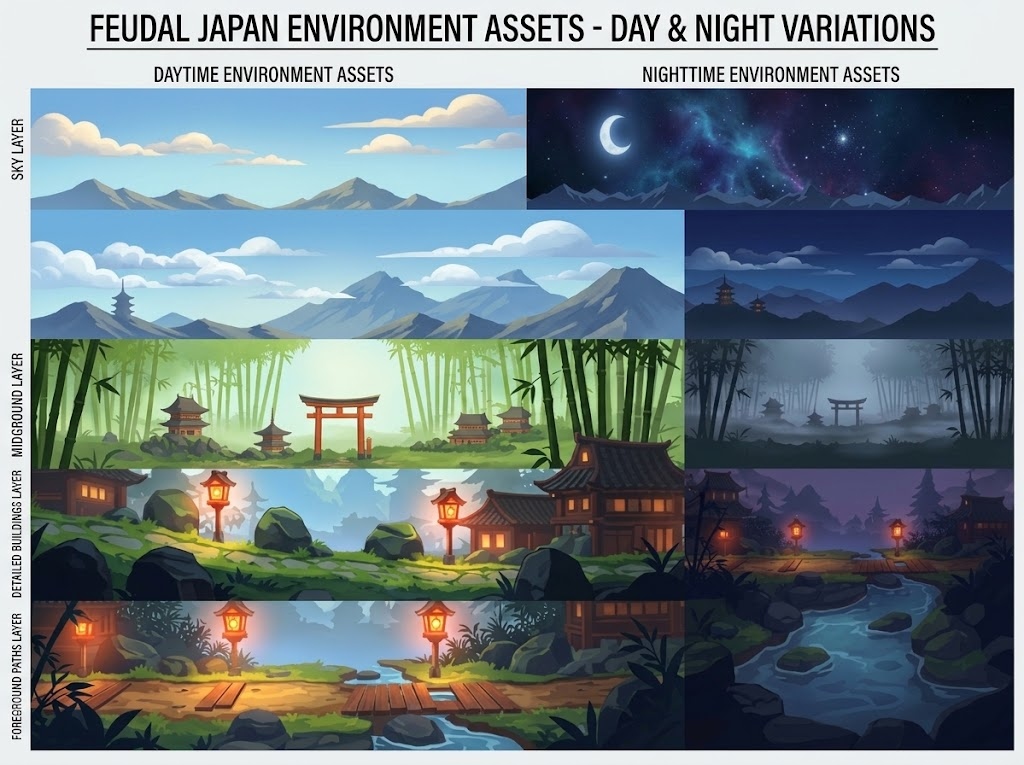 FEUDAL JAPAN ENVIRONMENT ASSETS - DAY & NIGHT VARIATIONS
DAYTIME ENVIRONMENT ASSETS
NIGHTTIME ENVIRONMENT ASSETS
SKY LAYER
MIDGROUND LAYER
DETAILED BUILDINGS LAYER
FOREGROUND PATHS LAYER